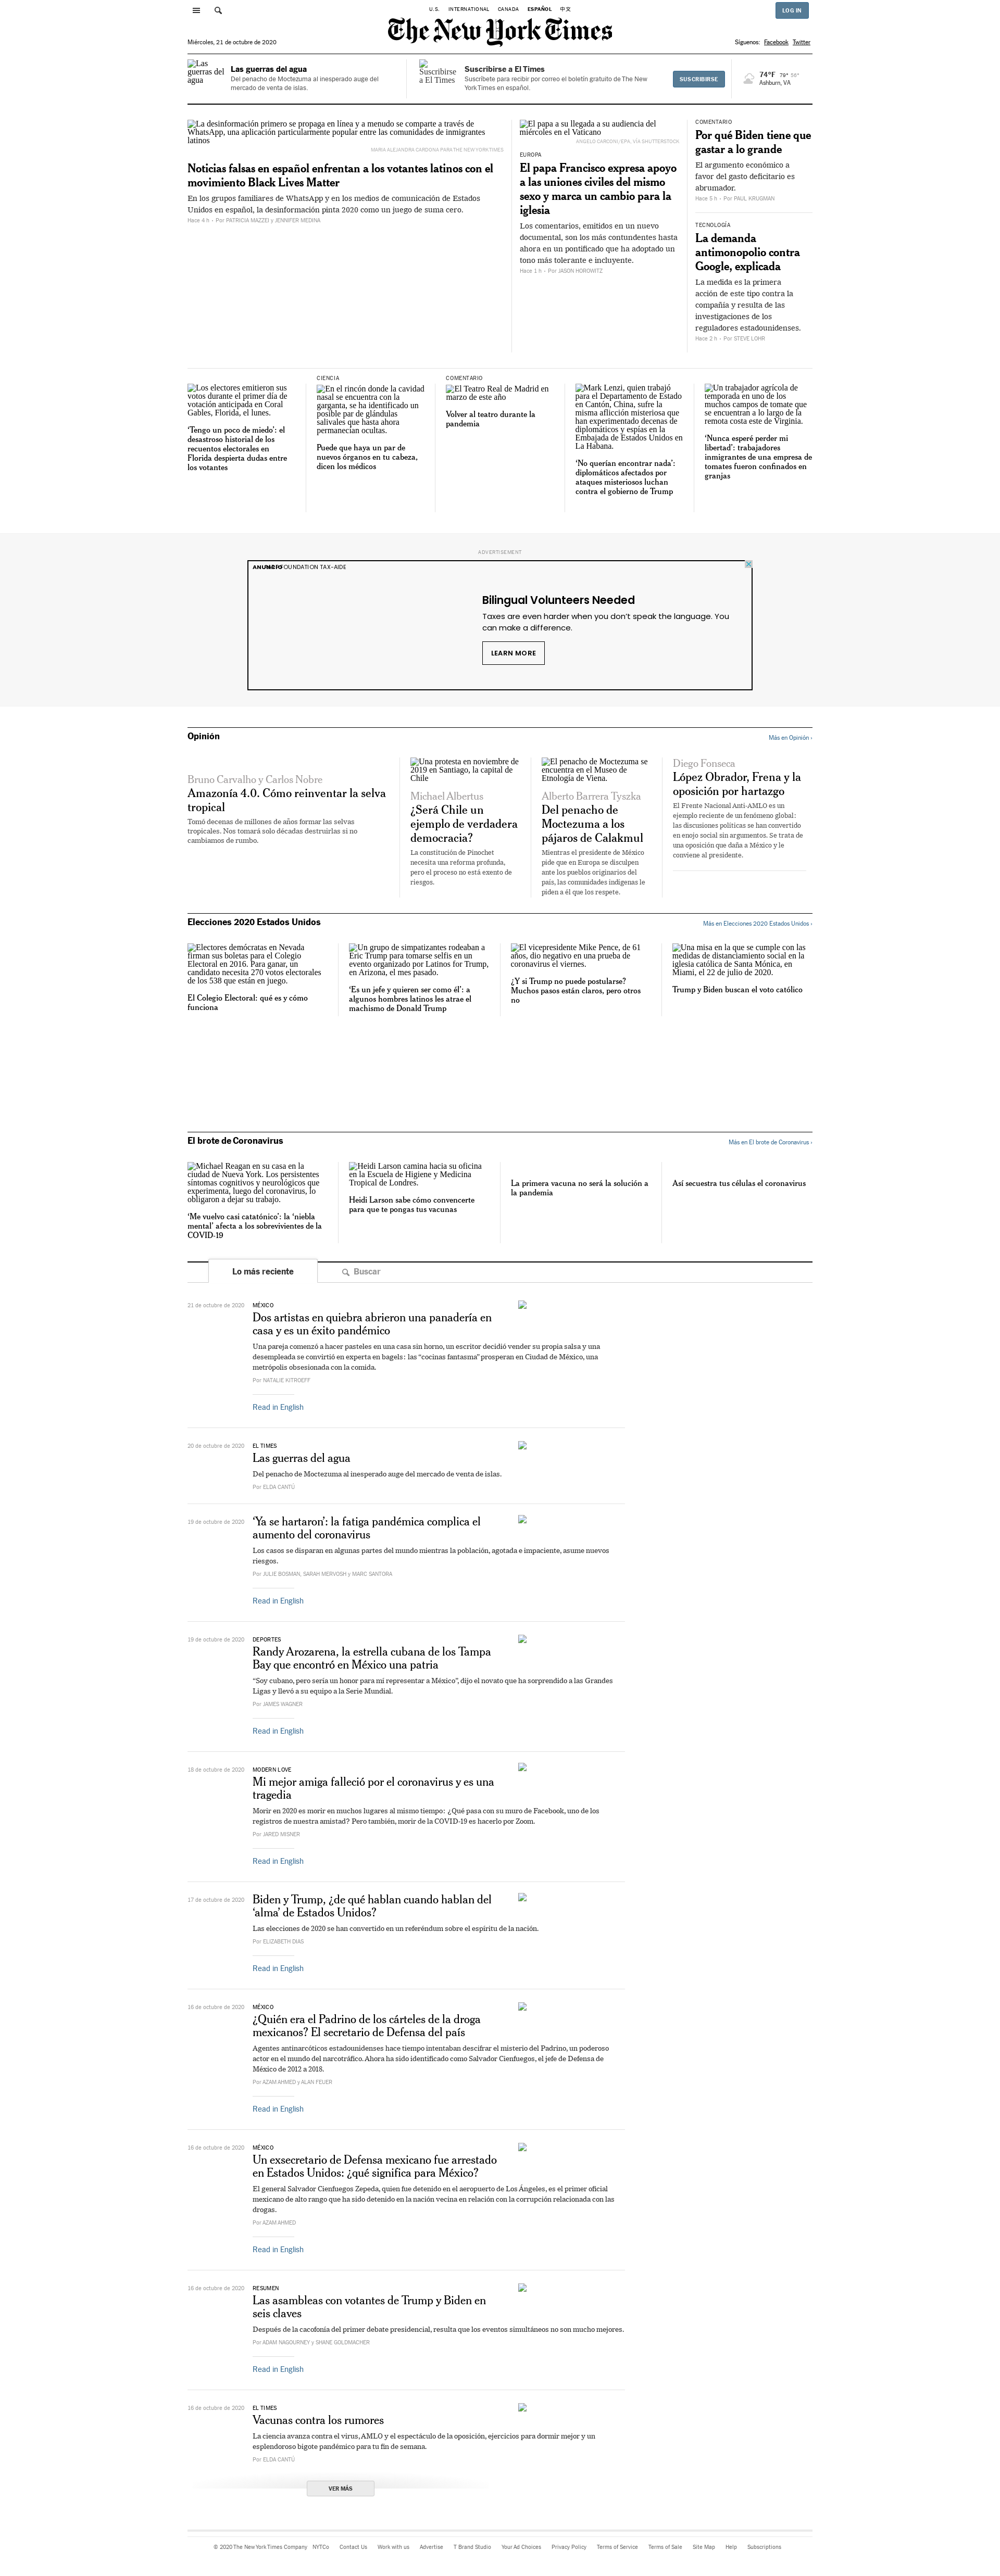 U.S. INTERNATIONAL CANADA ESPAÑOL 中文
LOG IN
The New York Times
Miércoles, 21 de octubre de 2020
Síguenos: Facebook Twitter
Las guerras del agua
Las guerras del agua
Del penacho de Moctezuma al inesperado auge del
mercado de venta de islas.
Suscribirse a El Times
Suscribirse a El Times
Suscríbete para recibir por correo el boletín gratuito de The New
York Times en español.
SUSCRIBIRSE
74°F 79° 56°
Ashburn, VA
La desinformación primero se propaga en línea y a menudo se comparte a través de
WhatsApp, una aplicación particularmente popular entre las comunidades de inmigrantes
latinos
MARIA ALEJANDRA CARDONA PARA THE NEW YORK TIMES
Noticias falsas en español enfrentan a los votantes latinos con el
movimiento Black Lives Matter
En los grupos familiares de WhatsApp y en los medios de comunicación de Estados
Unidos en español, la desinformación pinta 2020 como un juego de suma cero.
Hace 4 h • Por PATRICIA MAZZEI y JENNIFER MEDINA
El papa a su llegada a su audiencia del
miércoles en el Vaticano
ANGELO CARCONI/EPA, VÍA SHUTTERSTOCK
EUROPA
El papa Francisco expresa apoyo
a las uniones civiles del mismo
sexo y marca un cambio para la
iglesia
Los comentarios, emitidos en un nuevo
documental, son los más contundentes hasta
ahora en un pontificado que ha adoptado un
tono más tolerante e incluyente.
Hace 1 h • Por JASON HOROWITZ
COMENTARIO
Por qué Biden tiene que
gastar a lo grande
El argumento económico a
favor del gasto deficitario es
abrumador.
Hace 5 h • Por PAUL KRUGMAN
TECNOLOGÍA
La demanda
antimonopolio contra
Google, explicada
La medida es la primera
acción de este tipo contra la
compañía y resulta de las
investigaciones de los
reguladores estadounidenses.
Hace 2 h • Por STEVE LOHR
Los electores emitieron sus
votos durante el primer día de
votación anticipada en Coral
Gables, Florida, el lunes.
‘Tengo un poco de miedo’: el
desastroso historial de los
recuentos electorales en
Florida despierta dudas entre
los votantes
CIENCIA
En el rincón donde la cavidad
nasal se encuentra con la
garganta, se ha identificado un
posible par de glándulas
salivales que hasta ahora
permanecían ocultas.
Puede que haya un par de
nuevos órganos en tu cabeza,
dicen los médicos
COMENTARIO
El Teatro Real de Madrid en
marzo de este año
Volver al teatro durante la
pandemia
Mark Lenzi, quien trabajó
para el Departamento de Estado
en Cantón, China, sufre la
misma aflicción misteriosa que
han experimentado decenas de
diplomáticos y espías en la
Embajada de Estados Unidos en
La Habana.
‘No querían encontrar nada’:
diplomáticos afectados por
ataques misteriosos luchan
contra el gobierno de Trump
Un trabajador agrícola de
temporada en uno de los
muchos campos de tomate que
se encuentran a lo largo de la
remota costa este de Virginia.
‘Nunca esperé perder mi
libertad’: trabajadores
inmigrantes de una empresa de
tomates fueron confinados en
granjas
ADVERTISEMENT
ANUNCIO FOUNDATION TAX-AIDE
Bilingual Volunteers Needed
Taxes are even harder when you don’t speak the language. You
can make a difference.
LEARN MORE
Opinión
Más en Opinión ›
Bruno Carvalho y Carlos Nobre
Amazonía 4.0. Cómo reinventar la selva
tropical
Tomó decenas de millones de años formar las selvas
tropicales. Nos tomará solo décadas destruirlas si no
cambiamos de rumbo.
Una protesta en noviembre de
2019 en Santiago, la capital de
Chile
Michael Albertus
¿Será Chile un
ejemplo de verdadera
democracia?
La constitución de Pinochet
necesita una reforma profunda,
pero el proceso no está exento de
riesgos.
El penacho de Moctezuma se
encuentra en el Museo de
Etnología de Viena.
Alberto Barrera Tyszka
Del penacho de
Moctezuma a los
pájaros de Calakmul
Mientras el presidente de México
pide que en Europa se disculpen
ante los pueblos originarios del
país, las comunidades indígenas le
piden a él que los respete.
Diego Fonseca
López Obrador, Frena y la
oposición por hartazgo
El Frente Nacional Anti-AMLO es un
ejemplo reciente de un fenómeno global:
las discusiones políticas se han convertido
en enojo social sin argumentos. Se trata de
una oposición que daña a México y le
conviene al presidente.
Elecciones 2020 Estados Unidos
Más en Elecciones 2020 Estados Unidos ›
Electores demócratas en Nevada
firman sus boletas para el Colegio
Electoral en 2016. Para ganar, un
candidato necesita 270 votos electorales
de los 538 que están en juego.
El Colegio Electoral: qué es y cómo
funciona
Un grupo de simpatizantes rodeaban a
Eric Trump para tomarse selfis en un
evento organizado por Latinos for Trump,
en Arizona, el mes pasado.
‘Es un jefe y quieren ser como él’: a
algunos hombres latinos les atrae el
machismo de Donald Trump
El vicepresidente Mike Pence, de 61
años, dio negativo en una prueba de
coronavirus el viernes.
¿Y si Trump no puede postularse?
Muchos pasos están claros, pero otros
no
Una misa en la que se cumple con las
medidas de distanciamiento social en la
iglesia católica de Santa Mónica, en
Miami, el 22 de julio de 2020.
Trump y Biden buscan el voto católico
El brote de Coronavirus
Más en El brote de Coronavirus ›
Michael Reagan en su casa en la
ciudad de Nueva York. Los persistentes
síntomas cognitivos y neurológicos que
experimenta, luego del coronavirus, lo
obligaron a dejar su trabajo.
‘Me vuelvo casi catatónico’: la ‘niebla
mental’ afecta a los sobrevivientes de la
COVID-19
Heidi Larson camina hacia su oficina
en la Escuela de Higiene y Medicina
Tropical de Londres.
Heidi Larson sabe cómo convencerte
para que te pongas tus vacunas
La primera vacuna no será la solución a
la pandemia
Así secuestra tus células el coronavirus
Lo más reciente
Buscar
21 de octubre de 2020
MÉXICO
Dos artistas en quiebra abrieron una panadería en
casa y es un éxito pandémico
Una pareja comenzó a hacer pasteles en una casa sin horno, un escritor decidió vender su propia salsa y una
desempleada se convirtió en experta en bagels: las “cocinas fantasma” prosperan en Ciudad de México, una
metrópolis obsesionada con la comida.
Por NATALIE KITROEFF
Read in English
20 de octubre de 2020
EL TIMES
Las guerras del agua
Del penacho de Moctezuma al inesperado auge del mercado de venta de islas.
Por ELDA CANTÚ
19 de octubre de 2020
‘Ya se hartaron’: la fatiga pandémica complica el
aumento del coronavirus
Los casos se disparan en algunas partes del mundo mientras la población, agotada e impaciente, asume nuevos
riesgos.
Por JULIE BOSMAN, SARAH MERVOSH y MARC SANTORA
Read in English
19 de octubre de 2020
DEPORTES
Randy Arozarena, la estrella cubana de los Tampa
Bay que encontró en México una patria
“Soy cubano, pero sería un honor para mí representar a México”, dijo el novato que ha sorprendido a las Grandes
Ligas y llevó a su equipo a la Serie Mundial.
Por JAMES WAGNER
Read in English
18 de octubre de 2020
MODERN LOVE
Mi mejor amiga falleció por el coronavirus y es una
tragedia
Morir en 2020 es morir en muchos lugares al mismo tiempo: ¿Qué pasa con su muro de Facebook, uno de los
registros de nuestra amistad? Pero también, morir de la COVID-19 es hacerlo por Zoom.
Por JARED MISNER
Read in English
17 de octubre de 2020
Biden y Trump, ¿de qué hablan cuando hablan del
‘alma’ de Estados Unidos?
Las elecciones de 2020 se han convertido en un referéndum sobre el espíritu de la nación.
Por ELIZABETH DIAS
Read in English
16 de octubre de 2020
MÉXICO
¿Quién era el Padrino de los cárteles de la droga
mexicanos? El secretario de Defensa del país
Agentes antinarcóticos estadounidenses hace tiempo intentaban descifrar el misterio del Padrino, un poderoso
actor en el mundo del narcotráfico. Ahora ha sido identificado como Salvador Cienfuegos, el jefe de Defensa de
México de 2012 a 2018.
Por AZAM AHMED y ALAN FEUER
Read in English
16 de octubre de 2020
MÉXICO
Un exsecretario de Defensa mexicano fue arrestado
en Estados Unidos: ¿qué significa para México?
El general Salvador Cienfuegos Zepeda, quien fue detenido en el aeropuerto de Los Ángeles, es el primer oficial
mexicano de alto rango que ha sido detenido en la nación vecina en relación con la corrupción relacionada con las
drogas.
Por AZAM AHMED
Read in English
16 de octubre de 2020
RESUMEN
Las asambleas con votantes de Trump y Biden en
seis claves
Después de la cacofonía del primer debate presidencial, resulta que los eventos simultáneos no son mucho mejores.
Por ADAM NAGOURNEY y SHANE GOLDMACHER
Read in English
16 de octubre de 2020
EL TIMES
Vacunas contra los rumores
La ciencia avanza contra el virus, AMLO y el espectáculo de la oposición, ejercicios para dormir mejor y un
esplendoroso bigote pandémico para tu fin de semana.
Por ELDA CANTÚ
VER MÁS
© 2020 The New York Times Company NYTCo Contact Us Work with us Advertise T Brand Studio Your Ad Choices Privacy Policy Terms of Service Terms of Sale Site Map Help Subscriptions